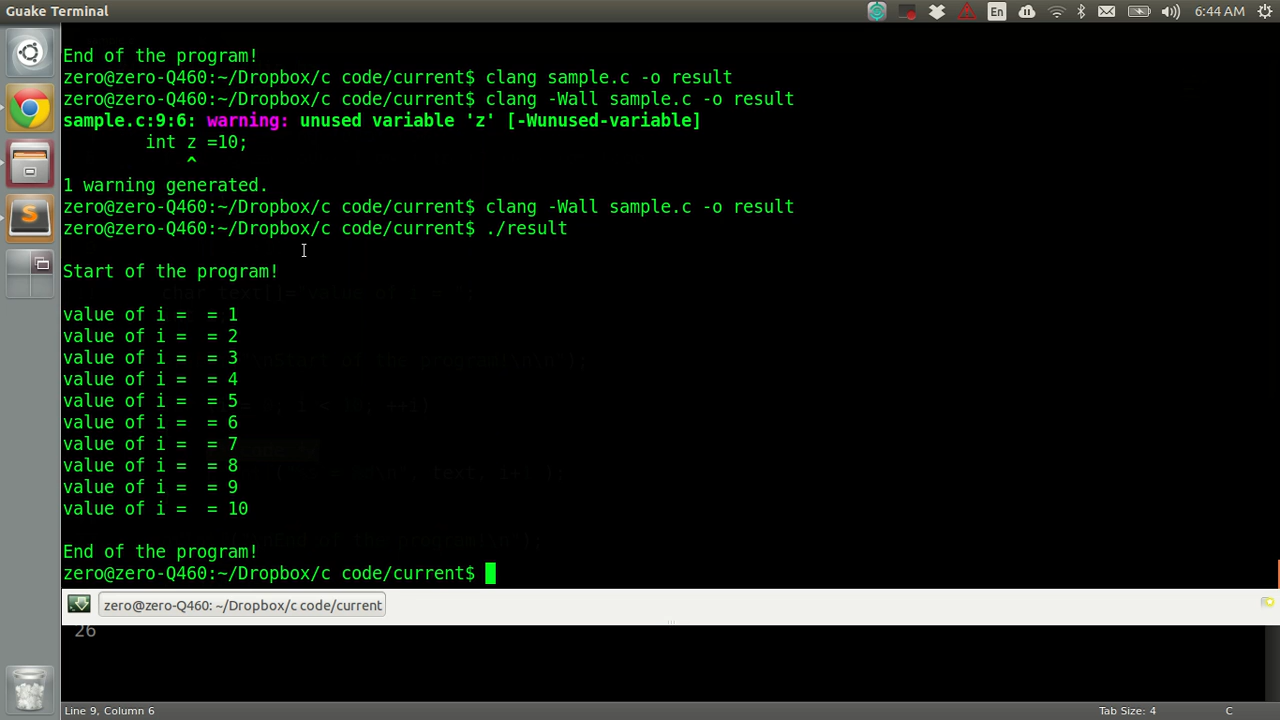 Guake Terminal
En
6:44 AM
End of the program!
zero@zero-Q460:~/Dropbox/c code/current$ clang sample.c -o result
zero@zero-Q460:~/Dropbox/c code/current$ clang -Wall sample.c -o result
sample.c:9:6: warning: unused variable 'z' [-Wunused-variable]
int z =10;
^
1 warning generated.
zero@zero-Q460:~/Dropbox/c code/current$ clang -Wall sample.c -o result
zero@zero-Q460:~/Dropbox/c code/current$ ./result
Start of the program!
value of i =  = 1
value of i =  = 2
value of i =  = 3
value of i =  = 4
value of i =  = 5
value of i =  = 6
value of i =  = 7
value of i =  = 8
value of i =  = 9
value of i =  = 10
End of the program!
zero@zero-Q460:~/Dropbox/c code/current$
zero@zero-Q460: ~/Dropbox/c code/current
26
Line 9, Column 6
Tab Size: 4
C